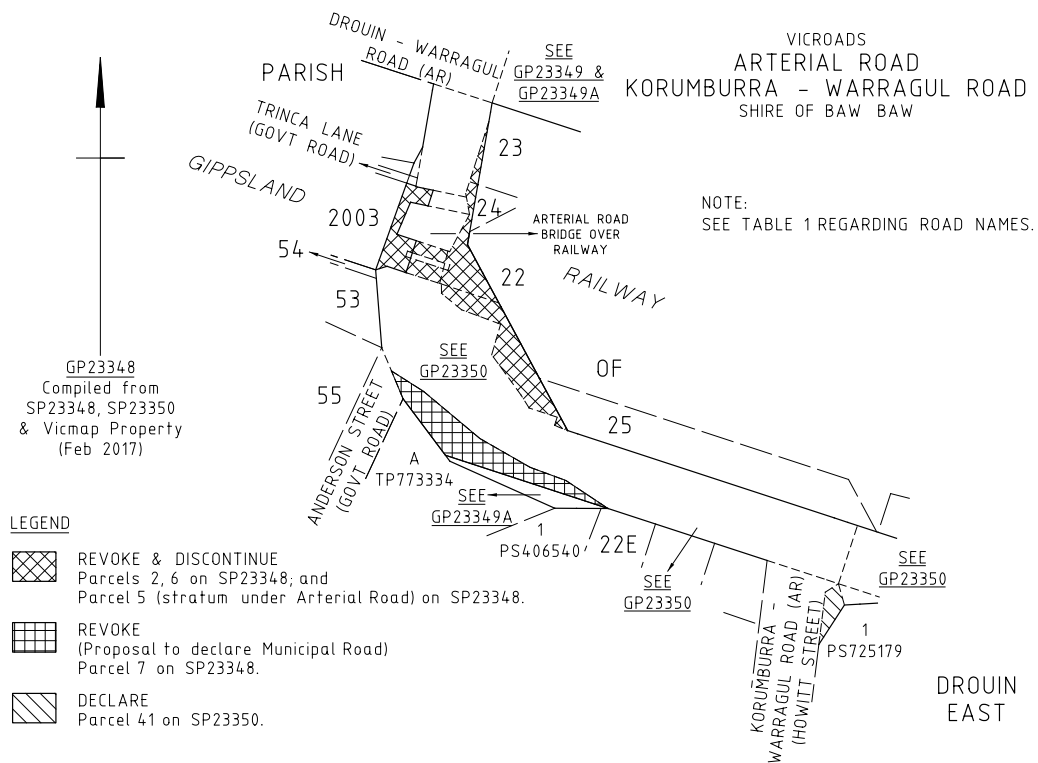 DROUIN - WARRAGUL
ROAD (AR)
SEE
GP23349 &
GP23349A
VICROADS
ARTERIAL ROAD
KORUMBURRA - WARRAGUL ROAD
SHIRE OF BAW BAW
PARISH
TRINCA LANE
(GOVT ROAD)
23
GIPPSLAND
2003
24
ARTERIAL ROAD
BRIDGE OVER
RAILWAY
NOTE:
SEE TABLE 1 REGARDING ROAD NAMES.
54
53
22
RAILWAY
GP23348
Compiled from
SP23348, SP23350
& Vicmap Property
(Feb 2017)
SEE
GP23350
OF
55
25
ANDERSON STREET
(GOVT ROAD)
A
TP773334
SEE
GP23349A
1
PS406540
22E
SEE
GP23350
SEE
GP23350
KORUMBURRA -
WARRAGUL ROAD (AR)
(HOWITT STREET)
1
PS725179
DROUIN
EAST
LEGEND
REVOKE & DISCONTINUE
Parcels 2, 6 on SP23348; and
Parcel 5 (stratum under Arterial Road) on SP23348.
REVOKE
(Proposal to declare Municipal Road)
Parcel 7 on SP23348.
DECLARE
Parcel 41 on SP23350.